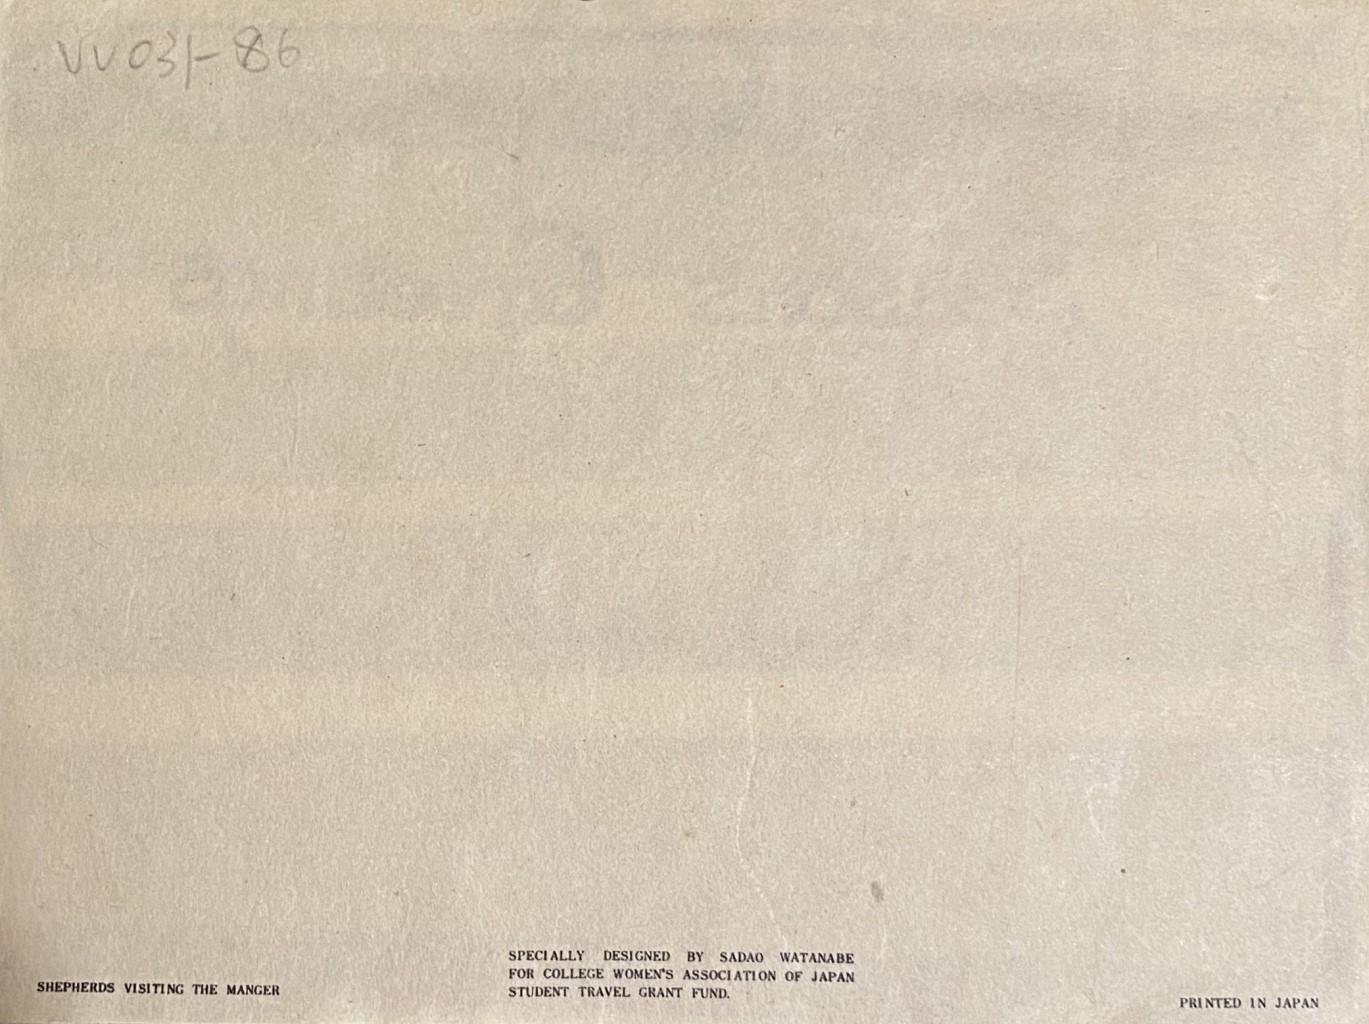 VV031-86
SPECIALLY DESIGNED BY SADAO WATANABE
FOR COLLEGE WOMEN'S ASSOCIATION OF JAPAN
STUDENT TRAVEL GRANT FUND.
SHEPHERDS VISITING THE MANGER
PRINTED IN JAPAN